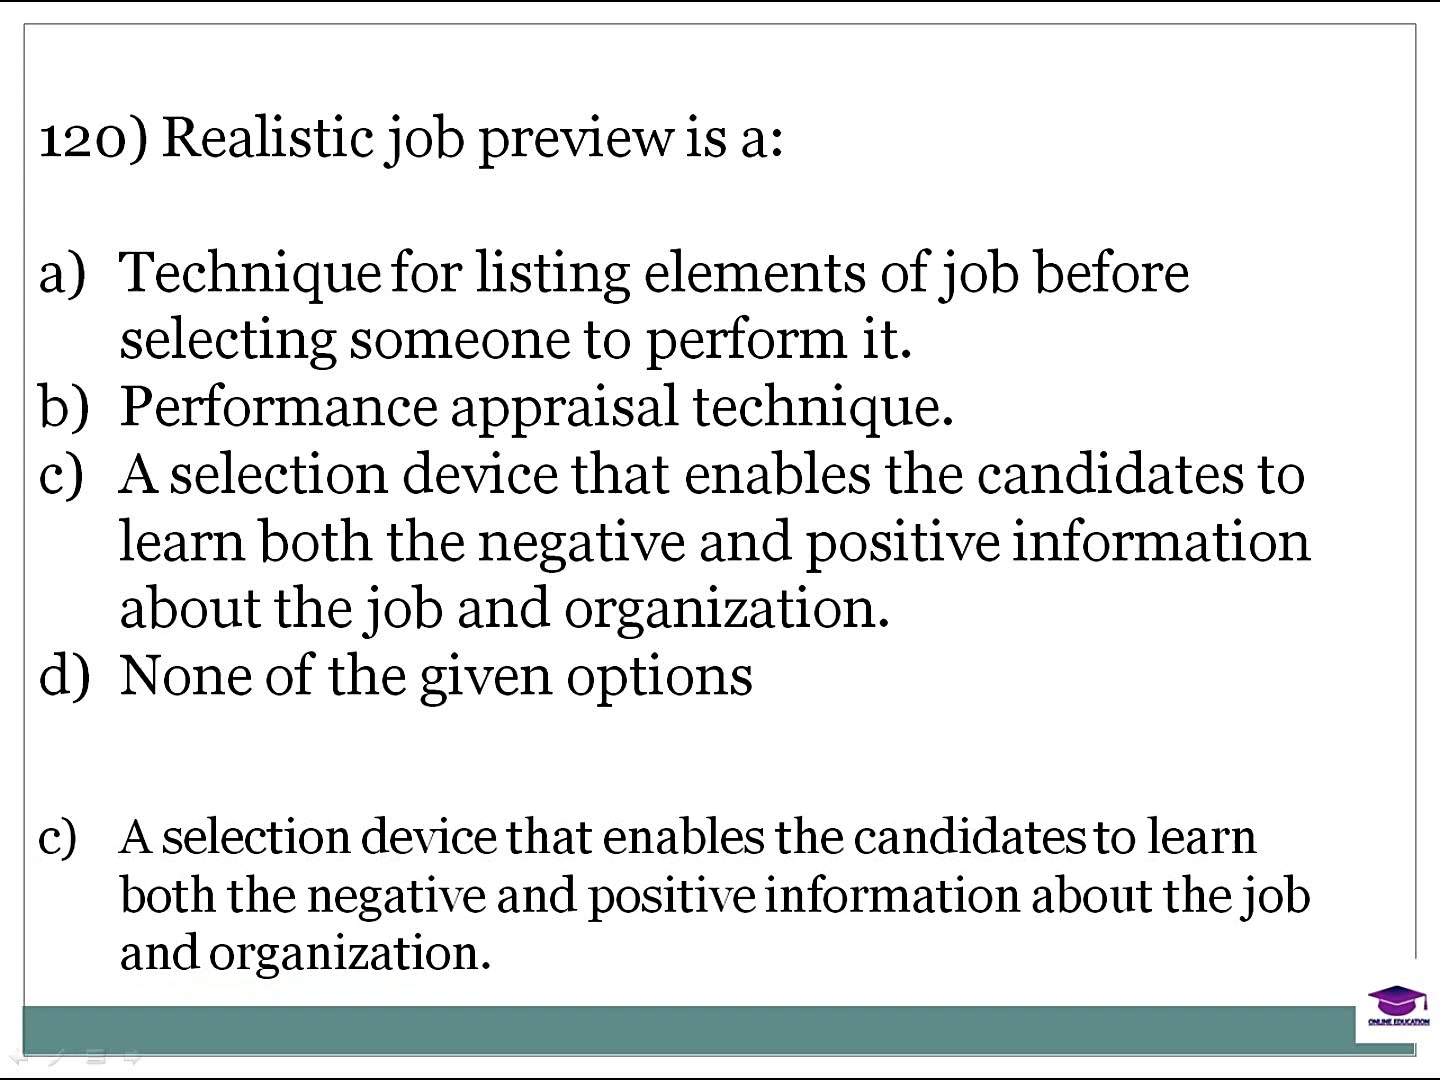 120) Realistic job preview is a:
a) Technique for listing elements of job before
selecting someone to perform it.
b) Performance appraisal technique.
c) A selection device that enables the candidates to
learn both the negative and positive information
about the job and organization.
d) None of the given options
c) A selection device that enables the candidates to learn
both the negative and positive information about the job
and organization.
ONLINE EDUCATION